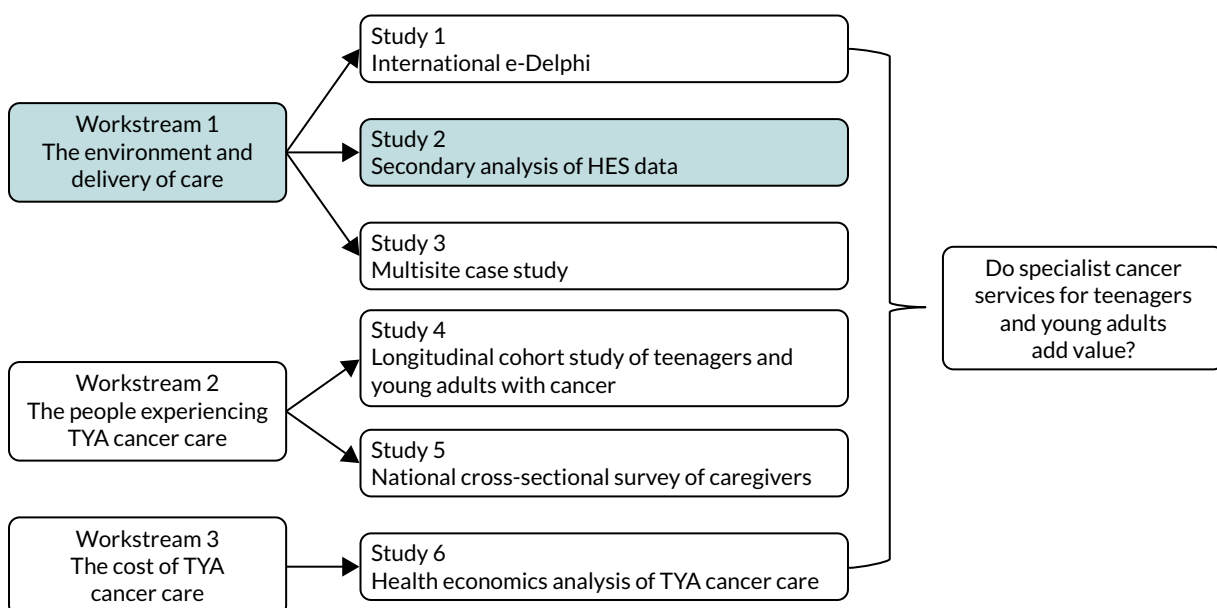 Workstream 1
The environment and
delivery of care
Study 1
International e-Delphi
Study 2
Secondary analysis of HES data
Study 3
Multisite case study
Workstream 2
The people experiencing
TYA cancer care
Study 4
Longitudinal cohort study of teenagers and
young adults with cancer
Study 5
National cross-sectional survey of caregivers
Workstream 3
The cost of TYA
cancer care
Study 6
Health economics analysis of TYA cancer care
Do specialist cancer
services for teenagers
and young adults
add value?